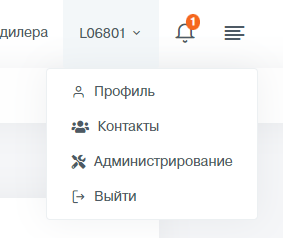 дилера L06801 1
Профиль
Контакты
Администрирование
Выйти